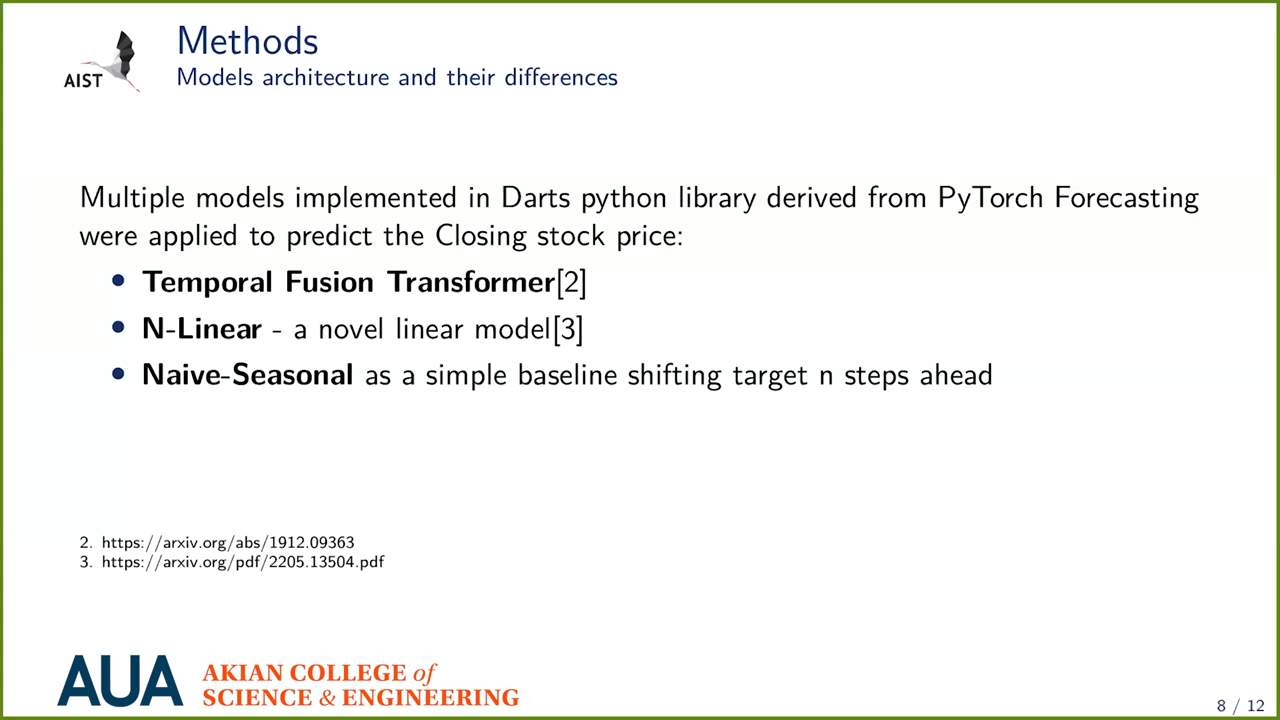 AIST
Methods
Models architecture and their differences
Multiple models implemented in Darts python library derived from PyTorch Forecasting
were applied to predict the Closing stock price:
• Temporal Fusion Transformer[2]
• N-Linear - a novel linear model[3]
• Naive-Seasonal as a simple baseline shifting target n steps ahead
2. https://arxiv.org/abs/1912.09363
3. https://arxiv.org/pdf/2205.13504.pdf
AUA
AKIAN COLLEGE of
SCIENCE & ENGINEERING
8 / 12